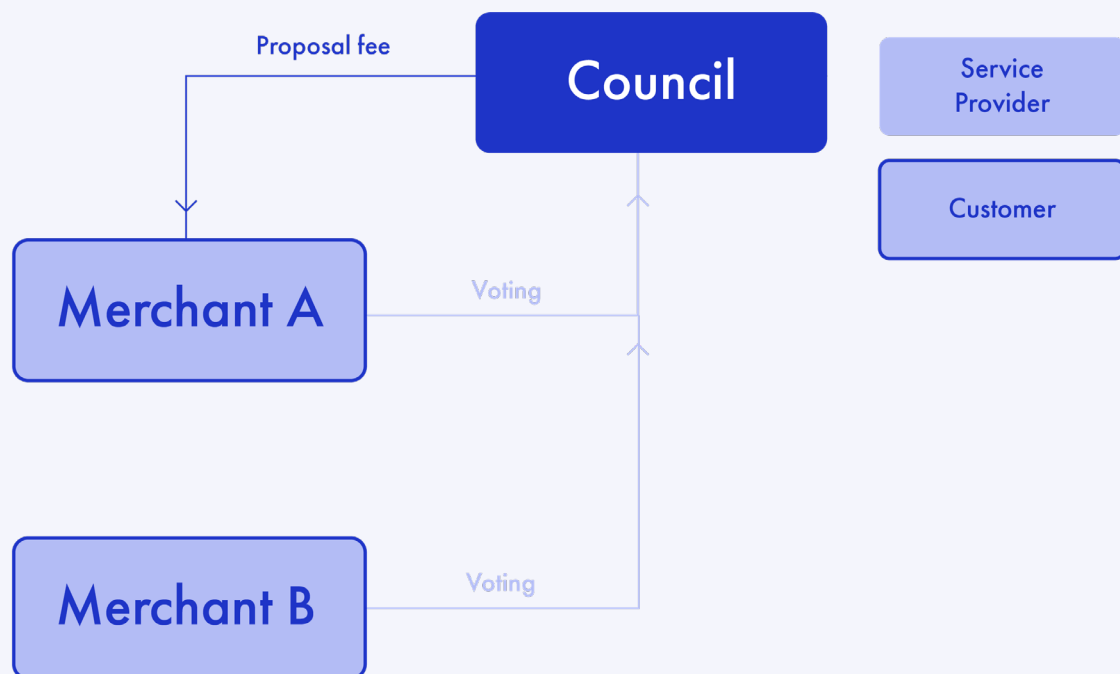 Proposal fee
Council
Service
Provider
Customer
Merchant A
Voting
Merchant B
Voting